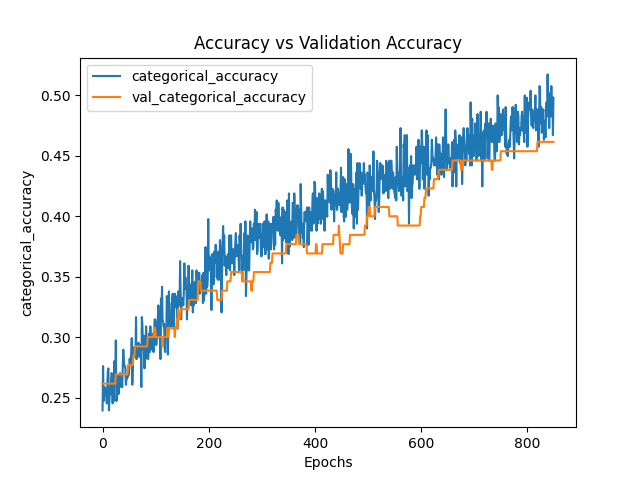 Accuracy vs Validation Accuracy
categorical_accuracy
val_categorical_accuracy
0.50
0.45
0.40
0.35
0.30
0.25
categorical_accuracy
0 200 400 600 800
Epochs